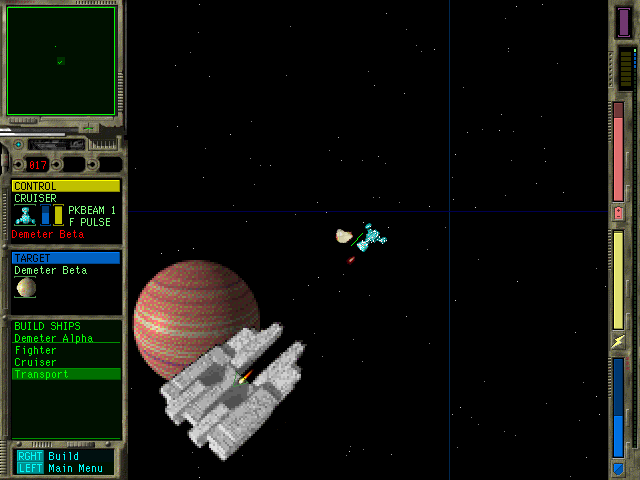 017
CONTROL
CRUISER
PKBEAM 1
F PULSE
Demeter Beta
TARGET
Demeter Beta
BUILD SHIPS
Demeter Alpha
Fighter
Cruiser
Transport
RGHT Build
LEFT Main Menu